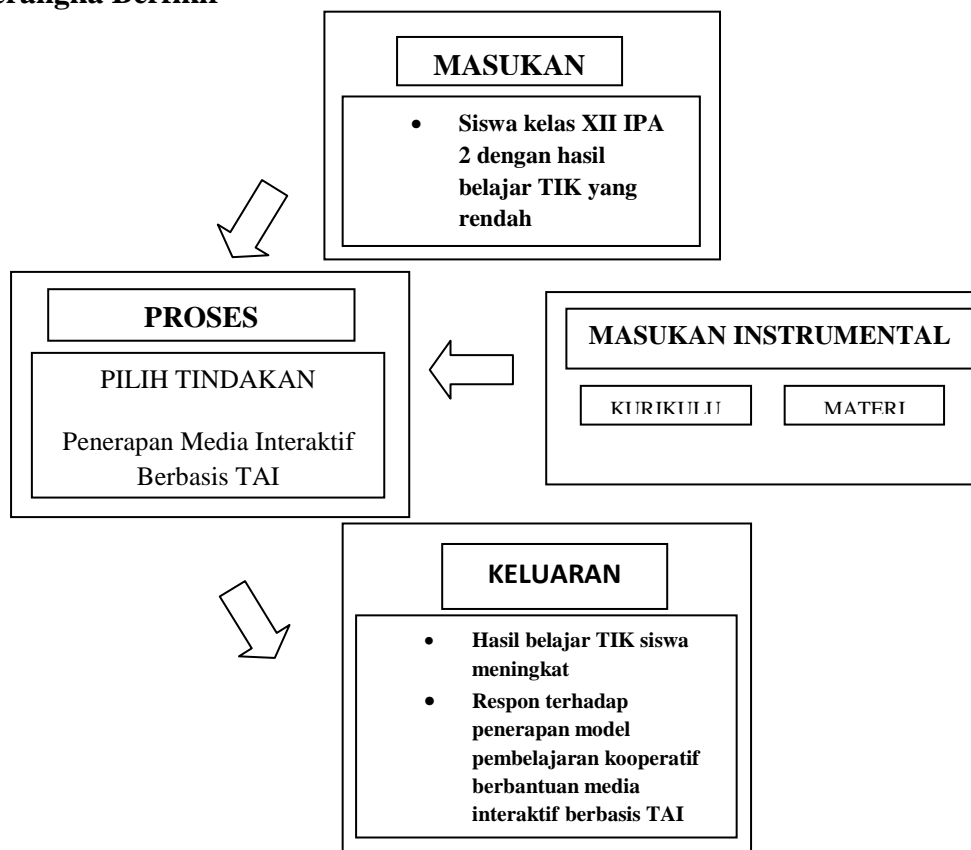 MASUKAN
• Siswa kelas XII IPA
2 dengan hasil
belajar TIK yang
rendah
PROSES
PILIH TINDAKAN
Penerapan Media Interaktif
Berbasis TAI
MASUKAN INSTRUMENTAL
KURIKULU
MATERI
KELUARAN
• Hasil belajar TIK siswa
meningkat
• Respon terhadap
penerapan model
pembelajaran kooperatif
berbantuan media
interaktif berbasis TAI